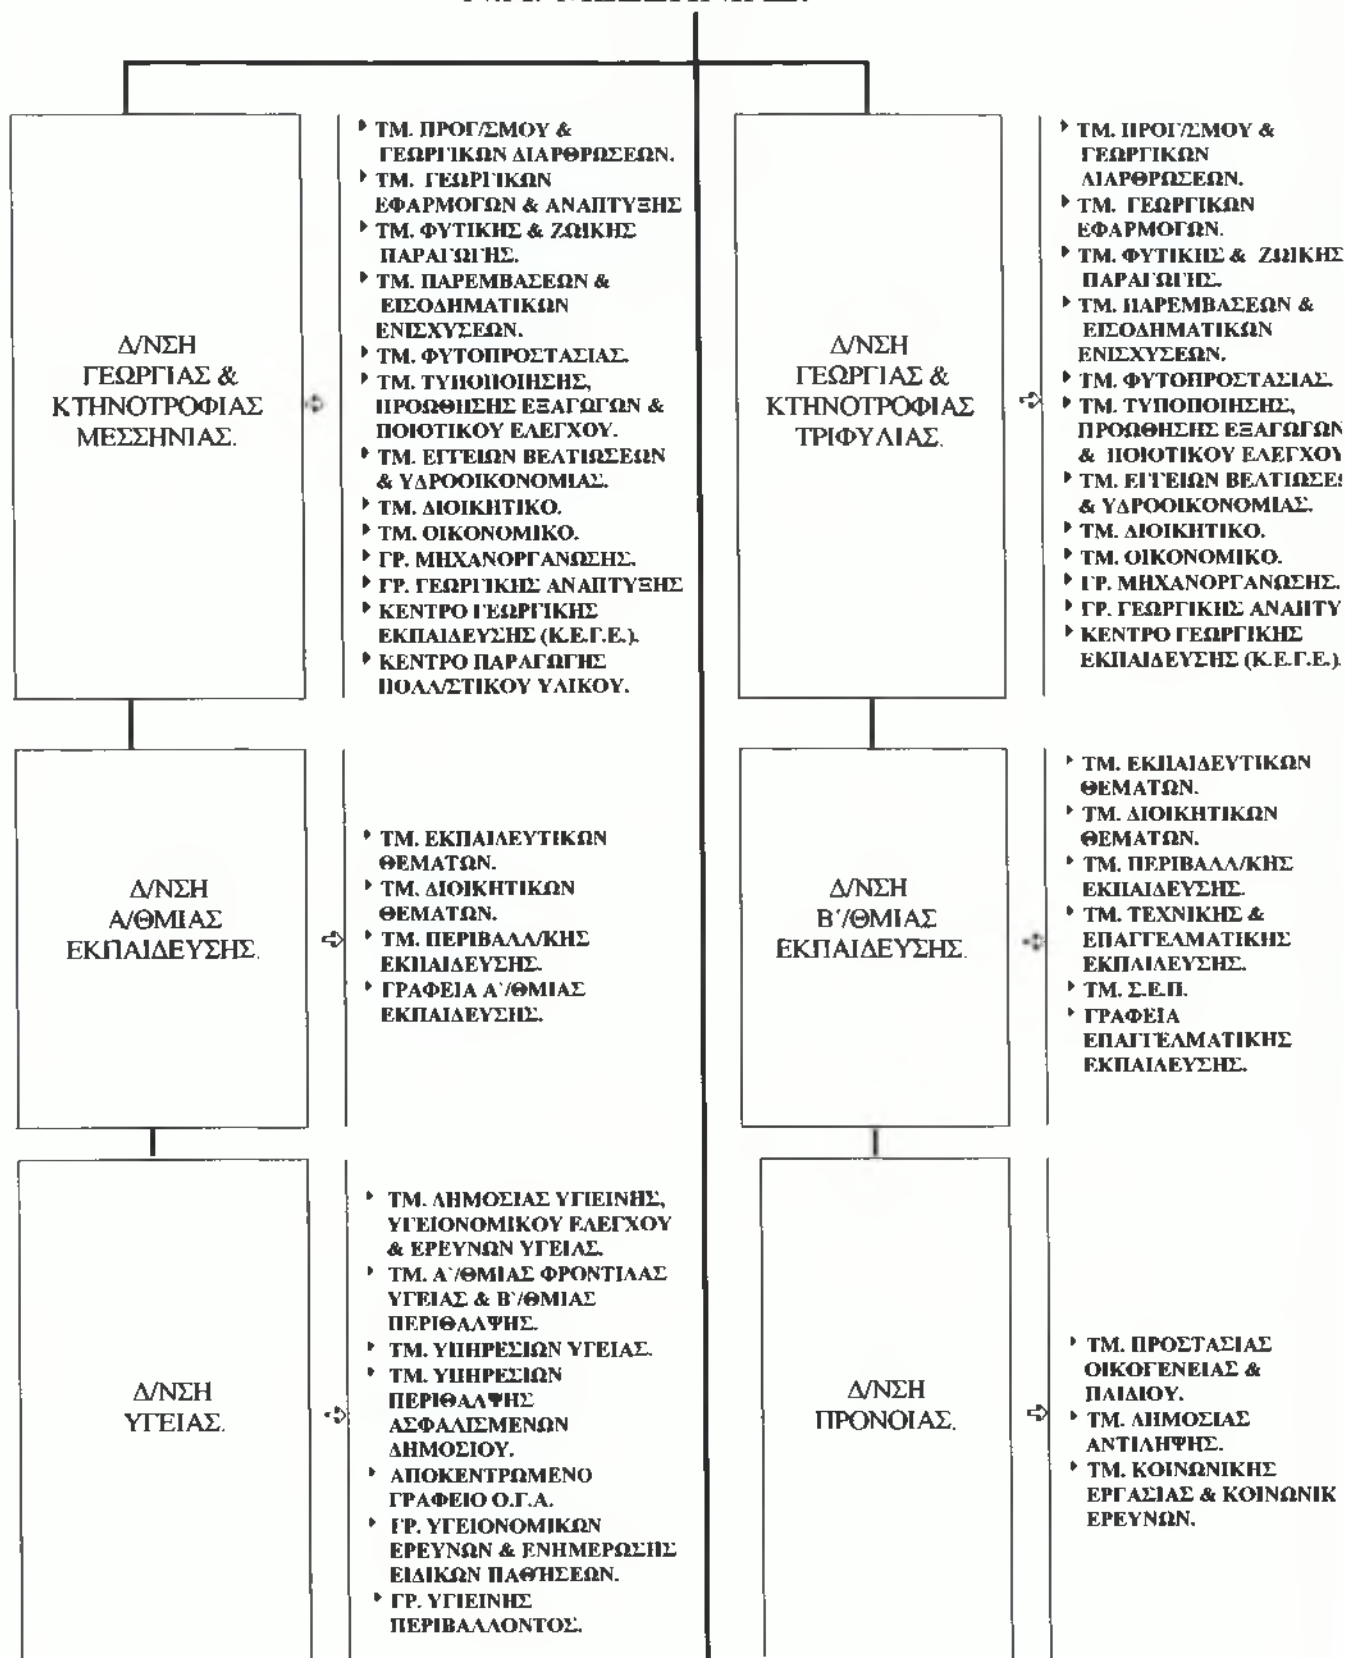 Δ/ΝΣΗ
ΓΕΩΡΓΙΑΣ &
ΚΤΗΝΟΤΡΟΦΙΑΣ
ΜΕΣΣΗΝΙΑΣ.
ΤΜ. ΠΡΟΓ/ΣΜΟΥ &
ΓΕΩΡΓΙΚΩΝ ΔΙΑΡΘΡΩΣΕΩΝ.
ΤΜ. ΓΕΩΡΓΙΚΩΝ
ΕΦΑΡΜΟΓΩΝ & ΑΝΑΠΤΥΞΗΣ
ΤΜ. ΦΥΤΙΚΗΣ & ΖΩΙΚΗΣ
ΠΑΡΑΓΩΓΗΣ.
ΤΜ. ΠΑΡΕΜΒΑΣΕΩΝ &
ΕΙΣΟΔΗΜΑΤΙΚΩΝ
ΕΝΙΣΧΥΣΕΩΝ.
ΤΜ. ΦΥΤΟΠΡΟΣΤΑΣΙΑΣ.
ΤΜ. ΤΥΠΟΠΟΙΗΣΗΣ,
ΠΡΟΩΘΗΣΗΣ ΕΞΑΓΩΓΩΝ &
ΠΟΙΟΤΙΚΟΥ ΕΛΕΓΧΟΥ.
ΤΜ. ΕΓΓΕΙΩΝ ΒΕΛΤΙΩΣΕΩΝ
& ΥΔΡΟΟΙΚΟΝΟΜΙΑΣ.
ΤΜ. ΔΙΟΙΚΗΤΙΚΟ.
ΤΜ. ΟΙΚΟΝΟΜΙΚΟ.
ΓΡ. ΜΗΧΑΝΟΡΓΑΝΩΣΗΣ.
ΓΡ. ΓΕΩΡΓΙΚΗΣ ΑΝΑΠΤΥΞΗΣ
ΚΕΝΤΡΟ ΓΕΩΡΓΙΚΗΣ
ΕΚΠΑΙΔΕΥΣΗΣ (Κ.Ε.Γ.Ε.).
ΚΕΝΤΡΟ ΠΑΡΑΓΩΓΗΣ
ΠΟΛΛ/ΣΤΙΚΟΥ ΥΛΙΚΟΥ.
Δ/ΝΣΗ
ΓΕΩΡΓΙΑΣ &
ΚΤΗΝΟΤΡΟΦΙΑΣ
ΤΡΙΦΥΛΙΑΣ.
ΤΜ. ΠΡΟΓ/ΣΜΟΥ &
ΓΕΩΡΓΙΚΩΝ
ΔΙΑΡΘΡΩΣΕΩΝ.
ΤΜ. ΓΕΩΡΓΙΚΩΝ
ΕΦΑΡΜΟΓΩΝ.
ΤΜ. ΦΥΤΙΚΗΣ & ΖΩΙΚΗΣ
ΠΑΡΑΓΩΓΗΣ.
ΤΜ. ΠΑΡΕΜΒΑΣΕΩΝ &
ΕΙΣΟΔΗΜΑΤΙΚΩΝ
ΕΝΙΣΧΥΣΕΩΝ.
ΤΜ. ΦΥΤΟΠΡΟΣΤΑΣΙΑΣ.
ΤΜ. ΤΥΠΟΠΟΙΗΣΗΣ,
ΠΡΟΩΘΗΣΗΣ ΕΞΑΓΩΓΩΝ
& ΠΟΙΟΤΙΚΟΥ ΕΛΕΓΧΟΥ
ΤΜ. ΕΓΓΕΙΩΝ ΒΕΛΤΙΩΣΕ
& ΥΔΡΟΟΙΚΟΝΟΜΙΑΣ.
ΤΜ. ΔΙΟΙΚΗΤΙΚΟ.
ΤΜ. ΟΙΚΟΝΟΜΙΚΟ.
ΓΡ. ΜΗΧΑΝΟΡΓΑΝΩΣΗΣ.
ΓΡ. ΓΕΩΡΓΙΚΗΣ ΑΝΑΠΤΥ
ΚΕΝΤΡΟ ΓΕΩΡΓΙΚΗΣ
ΕΚΠΑΙΔΕΥΣΗΣ (Κ.Ε.Γ.Ε.).
Δ/ΝΣΗ
Α/ΘΜΙΑΣ
ΕΚΠΑΙΔΕΥΣΗΣ.
ΤΜ. ΕΚΠΑΙΔΕΥΤΙΚΩΝ
ΘΕΜΑΤΩΝ.
ΤΜ. ΔΙΟΙΚΗΤΙΚΩΝ
ΘΕΜΑΤΩΝ.
ΤΜ. ΠΕΡΙΒΑΛΛ/ΚΗΣ
ΕΚΠΑΙΔΕΥΣΗΣ.
ΓΡΑΦΕΙΑ Α΄/ΘΜΙΑΣ
ΕΚΠΑΙΔΕΥΣΗΣ.
Δ/ΝΣΗ
Β΄/ΘΜΙΑΣ
ΕΚΠΑΙΔΕΥΣΗΣ.
ΤΜ. ΕΚΠΑΙΔΕΥΤΙΚΩΝ
ΘΕΜΑΤΩΝ.
ΤΜ. ΔΙΟΙΚΗΤΙΚΩΝ
ΘΕΜΑΤΩΝ.
ΤΜ. ΠΕΡΙΒΑΛΛ/ΚΗΣ
ΕΚΠΑΙΔΕΥΣΗΣ.
ΤΜ. ΤΕΧΝΙΚΗΣ &
ΕΠΑΓΓΕΛΜΑΤΙΚΗΣ
ΕΚΠΑΙΔΕΥΣΗΣ.
ΤΜ. Σ.Ε.Π.
ΓΡΑΦΕΙΑ
ΕΠΑΓΓΕΛΜΑΤΙΚΗΣ
ΕΚΠΑΙΔΕΥΣΗΣ.
Δ/ΝΣΗ
ΥΓΕΙΑΣ.
ΤΜ. ΔΗΜΟΣΙΑΣ ΥΓΙΕΙΝΗΣ,
ΥΓΕΙΟΝΟΜΙΚΟΥ ΕΛΕΓΧΟΥ
& ΕΡΕΥΝΩΝ ΥΓΕΙΑΣ.
ΤΜ. Α΄/ΘΜΙΑΣ ΦΡΟΝΤΙΔΑΣ
ΥΓΕΙΑΣ & Β΄/ΘΜΙΑΣ
ΠΕΡΙΘΑΛΨΗΣ.
ΤΜ. ΥΠΗΡΕΣΙΩΝ ΥΓΕΙΑΣ.
ΤΜ. ΥΠΗΡΕΣΙΩΝ
ΠΕΡΙΘΑΛΨΗΣ
ΑΣΦΑΛΙΣΜΕΝΩΝ
ΔΗΜΟΣΙΟΥ.
ΑΠΟΚΕΝΤΡΩΜΕΝΟ
ΓΡΑΦΕΙΟ Ο.Γ.Α.
ΓΡ. ΥΓΕΙΟΝΟΜΙΚΩΝ
ΕΡΕΥΝΩΝ & ΕΝΗΜΕΡΩΣΗΣ
ΕΙΔΙΚΩΝ ΠΑΘΗΣΕΩΝ.
ΓΡ. ΥΓΙΕΙΝΗΣ
ΠΕΡΙΒΑΛΛΟΝΤΟΣ.
Δ/ΝΣΗ
ΠΡΟΝΟΙΑΣ.
ΤΜ. ΠΡΟΣΤΑΣΙΑΣ
ΟΙΚΟΓΕΝΕΙΑΣ &
ΠΑΙΔΙΟΥ.
ΤΜ. ΔΗΜΟΣΙΑΣ
ΑΝΤΙΛΗΨΗΣ.
ΤΜ. ΚΟΙΝΩΝΙΚΗΣ
ΕΡΓΑΣΙΑΣ & ΚΟΙΝΩΝΙΚ
ΕΡΕΥΝΩΝ.